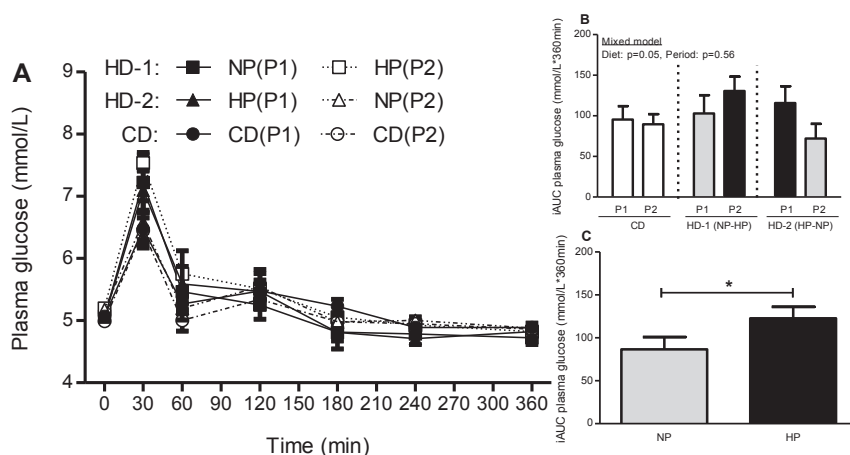 A
HD-1: NP(P1) HP(P2)
HD-2: HP(P1) NP(P2)
CD: CD(P1) CD(P2)
Plasma glucose (mmol/L)
9
8
7
6
5
4
0 30 60 90 120 150 180 210 240 270 300 330 360
Time (min)
B
Mixed model
Diet: p=0.05, Period: p=0.56
iAUC plasma glucose (mmol/L*360min)
200
150
100
50
0
P1 P2 P1 P2 P1 P2
CD HD-1 (NP-HP) HD-2 (HP-NP)
C
iAUC plasma glucose (mmol/L*360min)
200
150
100
50
0
*
NP HP